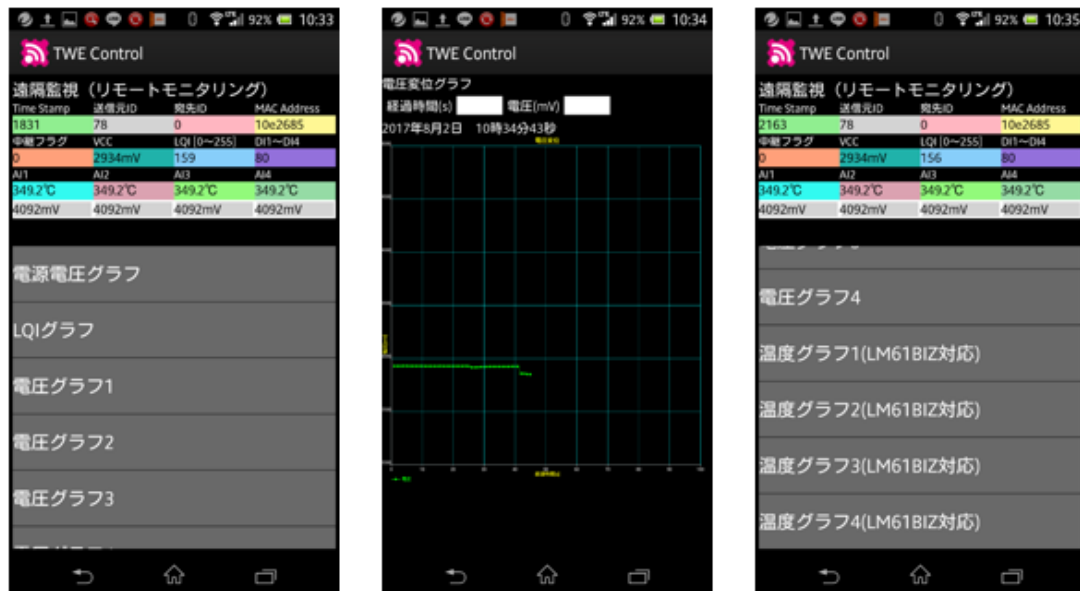 92% 10:33
TWE Control
遠隔監視（リモートモニタリング）
Time Stamp 送信元ID 宛先ID MAC Address
1831 78 0 10e2685
中継フラグ VCC LQI [0～255] DI1～DI4
0 2934mV 159 80
AI1 AI2 AI3 AI4
349.2℃ 349.2℃ 349.2℃ 349.2℃
4092mV 4092mV 4092mV 4092mV
電源電圧グラフ
LQIグラフ
電圧グラフ1
電圧グラフ2
電圧グラフ3
92% 10:34
TWE Control
電圧変位グラフ
経過時間(s) 電圧(mV)
2017年8月2日 10時34分43秒
92% 10:35
TWE Control
遠隔監視（リモートモニタリング）
Time Stamp 送信元ID 宛先ID MAC Address
2163 78 0 10e2685
中継フラグ VCC LQI [0～255] DI1～DI4
0 2934mV 156 80
AI1 AI2 AI3 AI4
349.2℃ 349.2℃ 349.2℃ 349.2℃
4092mV 4092mV 4092mV 4092mV
電圧グラフ4
温度グラフ1(LM61BIZ対応)
温度グラフ2(LM61BIZ対応)
温度グラフ3(LM61BIZ対応)
温度グラフ4(LM61BIZ対応)